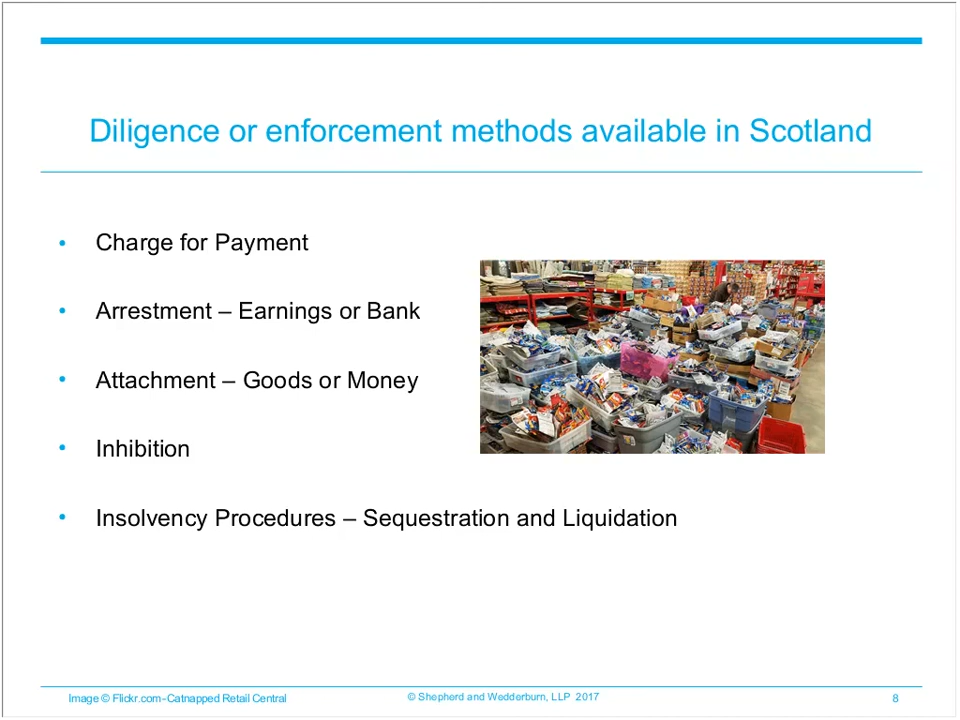 Diligence or enforcement methods available in Scotland
• Charge for Payment
• Arrestment – Earnings or Bank
• Attachment – Goods or Money
• Inhibition
• Insolvency Procedures – Sequestration and Liquidation
Image © Flickr.com-Catnapped Retail Central
© Shepherd and Wedderburn, LLP 2017
8